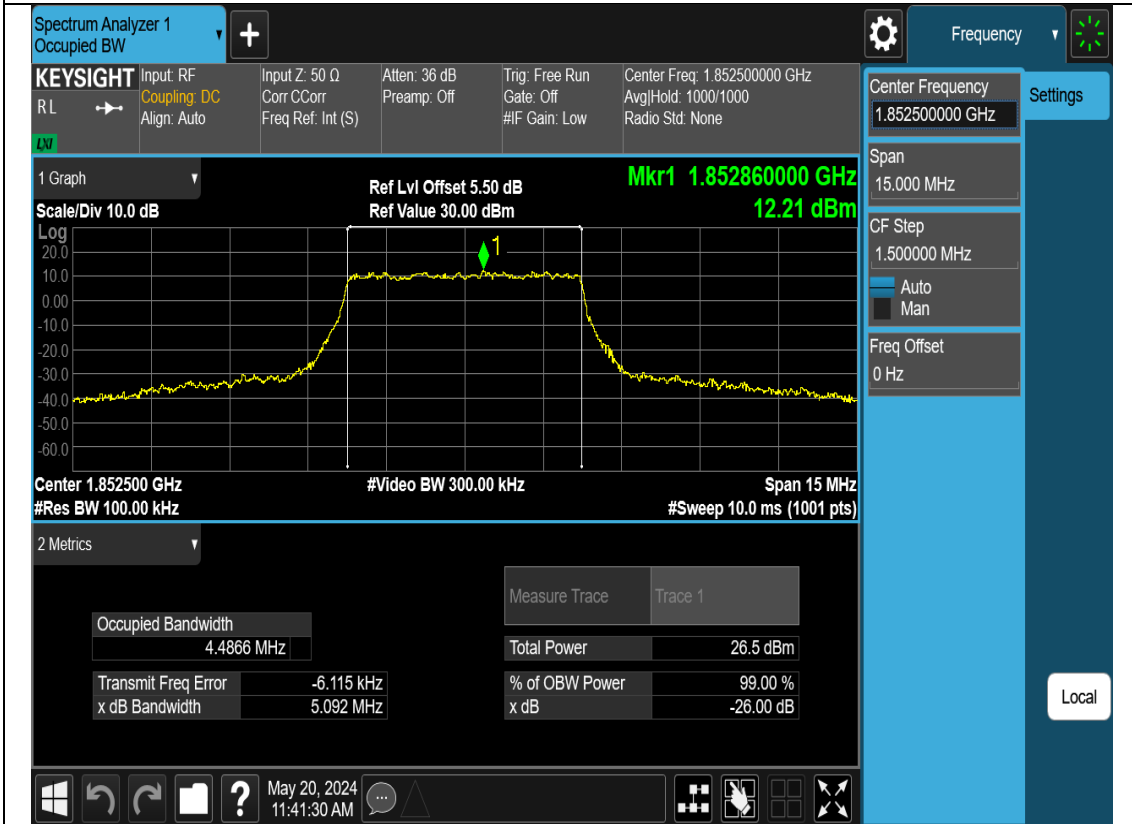 Spectrum Analyzer 1
Occupied BW
▼
+
Frequency
▼
KEYSIGHT
RL
LXI
Input: RF
Coupling: DC
Align: Auto
Input Z: 50 Ω
Corr CCorr
Freq Ref: Int (S)
Atten: 36 dB
Preamp: Off
Trig: Free Run
Gate: Off
#IF Gain: Low
Center Freq: 1.852500000 GHz
Avg|Hold: 1000/1000
Radio Std: None
Center Frequency
1.852500000 GHz
Settings
Span
15.000 MHz
CF Step
1.500000 MHz
Auto
Man
Freq Offset
0 Hz
Local
1 Graph ▼
Scale/Div 10.0 dB
Ref Lvl Offset 5.50 dB
Ref Value 30.00 dBm
Mkr1 1.852860000 GHz
12.21 dBm
Log
20.0
10.0
0.00
-10.0
-20.0
-30.0
-40.0
-50.0
-60.0
1
Center 1.852500 GHz
#Res BW 100.00 kHz
#Video BW 300.00 kHz
Span 15 MHz
#Sweep 10.0 ms (1001 pts)
2 Metrics ▼
Measure Trace Trace 1
Occupied Bandwidth
4.4866 MHz
Total Power 26.5 dBm
Transmit Freq Error -6.115 kHz
% of OBW Power 99.00 %
x dB Bandwidth 5.092 MHz
x dB -26.00 dB
?
May 20, 2024
11:41:30 AM